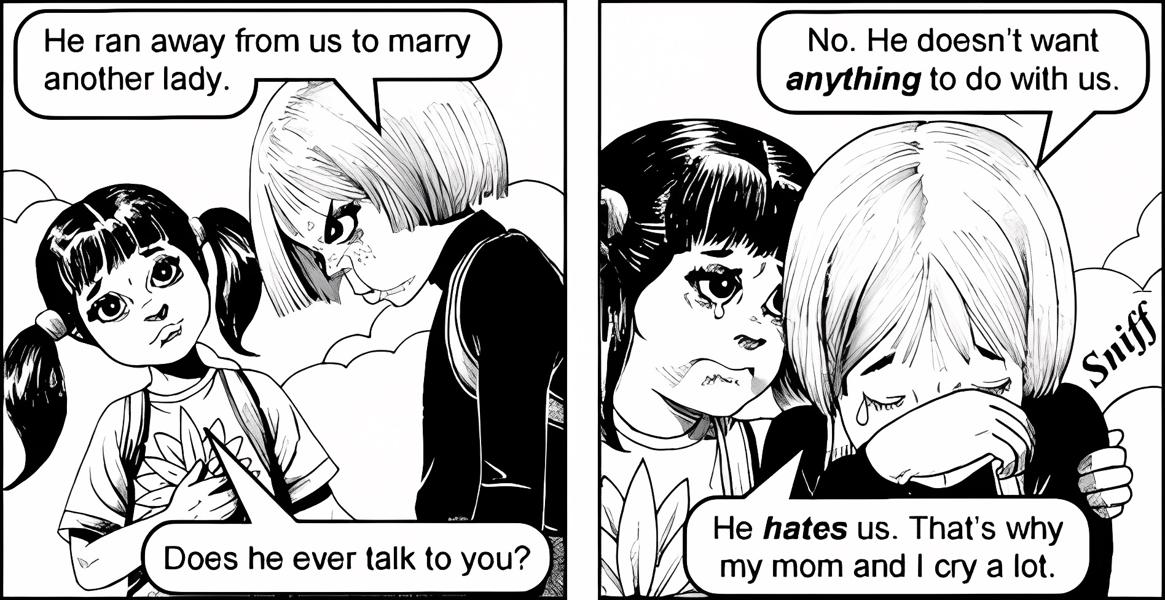 He ran away from us to marry
another lady.
Does he ever talk to you?
No. He doesn't want
anything to do with us.
Sniff
He hates us. That's why
my mom and I cry a lot.